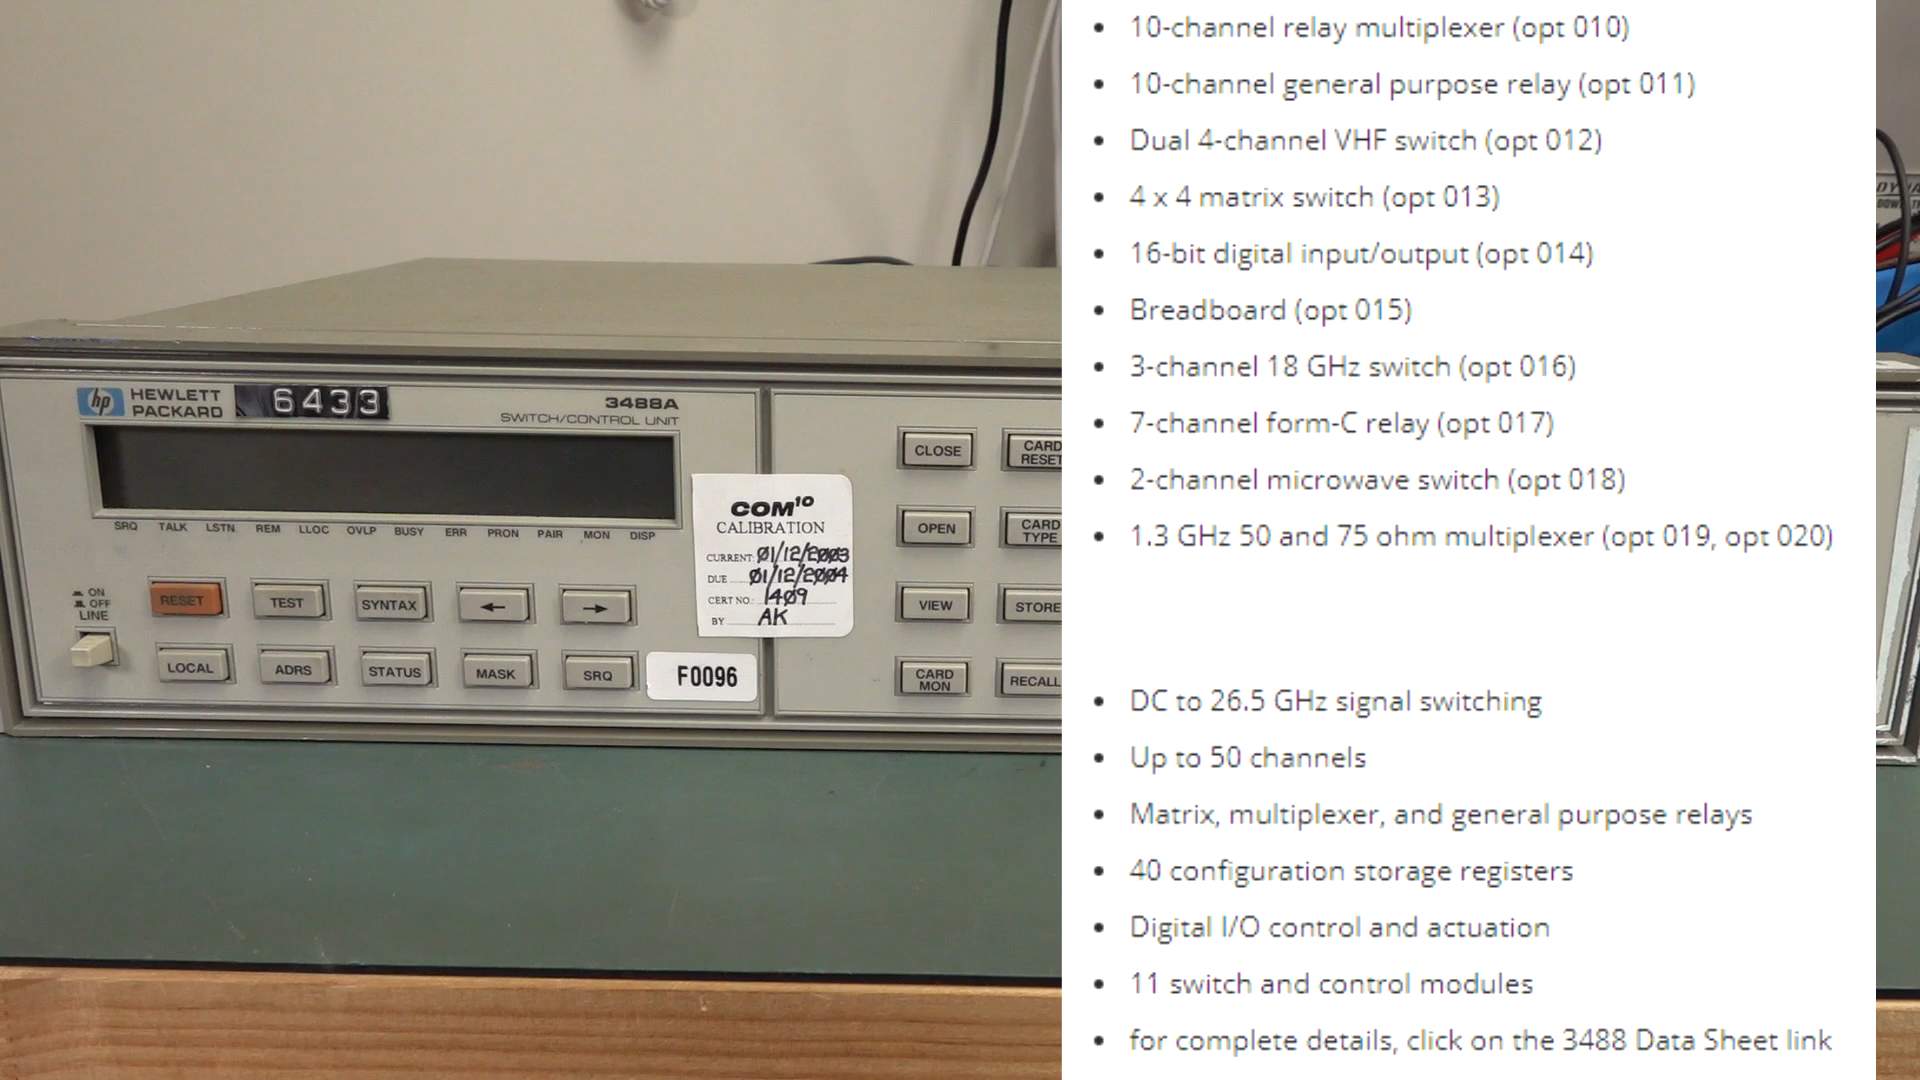 • 10-channel relay multiplexer (opt 010)
• 10-channel general purpose relay (opt 011)
• Dual 4-channel VHF switch (opt 012)
• 4 x 4 matrix switch (opt 013)
• 16-bit digital input/output (opt 014)
• Breadboard (opt 015)
• 3-channel 18 GHz switch (opt 016)
• 7-channel form-C relay (opt 017)
• 2-channel microwave switch (opt 018)
• 1.3 GHz 50 and 75 ohm multiplexer (opt 019, opt 020)
• DC to 26.5 GHz signal switching
• Up to 50 channels
• Matrix, multiplexer, and general purpose relays
• 40 configuration storage registers
• Digital I/O control and actuation
• 11 switch and control modules
• for complete details, click on the 3488 Data Sheet link
hp HEWLETT
PACKARD
6433
3488A
SWITCH/CONTROL UNIT
SRQ TALK LSTN REM LLOC OVLP BUSY ERR PRON PAIR MON DISP
ON
OFF
LINE
RESET TEST SYNTAX ← →
LOCAL ADRS STATUS MASK SRQ
COM10
CALIBRATION
CURRENT: 01/12/2003
DUE 01/12/2004
CERT NO.: 1409
BY AK
F0096
CLOSE CARD
RESET
OPEN CARD
TYPE
VIEW STORE
CARD
MON
RECALL